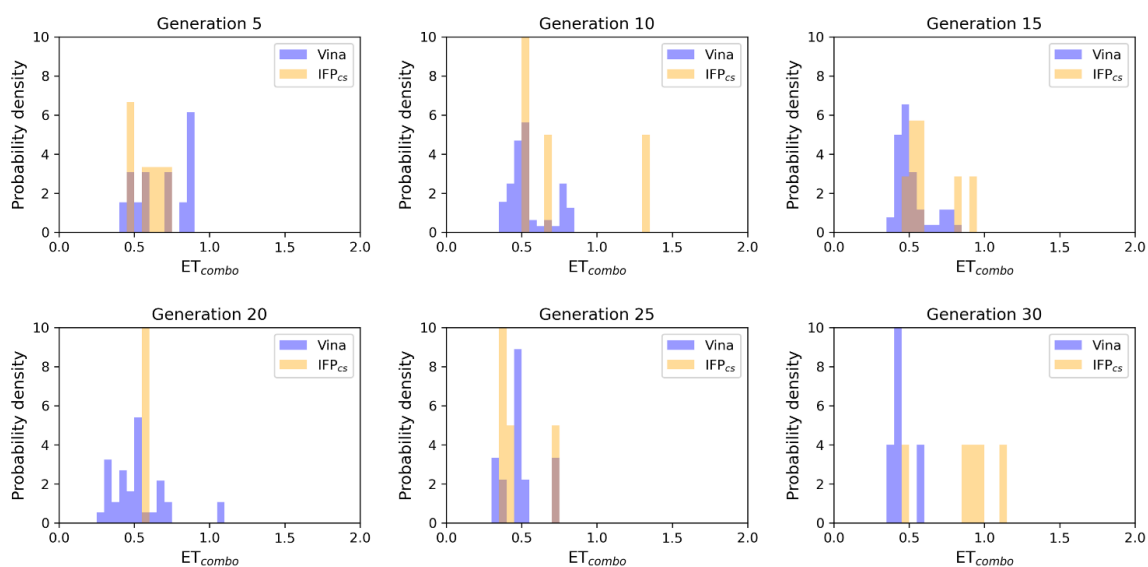 Generation 5
Generation 10
Generation 15
Probability density
10
8
6
4
2
0
Vina
IFPcs
0.0 0.5 1.0 1.5 2.0
ETcombo
Probability density
10
8
6
4
2
0
Vina
IFPcs
0.0 0.5 1.0 1.5 2.0
ETcombo
Probability density
10
8
6
4
2
0
Vina
IFPcs
0.0 0.5 1.0 1.5 2.0
ETcombo
Generation 20
Generation 25
Generation 30
Probability density
10
8
6
4
2
0
Vina
IFPcs
0.0 0.5 1.0 1.5 2.0
ETcombo
Probability density
10
8
6
4
2
0
Vina
IFPcs
0.0 0.5 1.0 1.5 2.0
ETcombo
Probability density
10
8
6
4
2
0
Vina
IFPcs
0.0 0.5 1.0 1.5 2.0
ETcombo